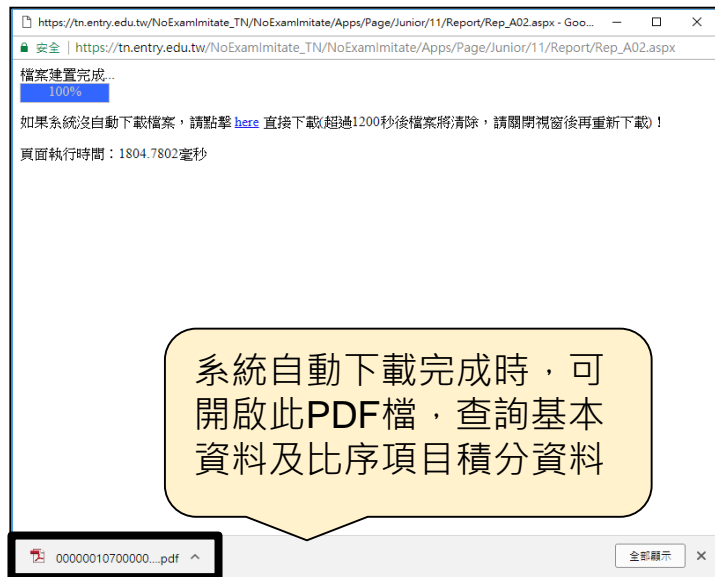 https://tn.entry.edu.tw/NoExamImitate_TN/NoExamImitate/Apps/Page/Junior/11/Report/Rep_A02.aspx - Goo...
安全 | https://tn.entry.edu.tw/NoExamImitate_TN/NoExamImitate/Apps/Page/Junior/11/Report/Rep_A02.aspx
檔案建置完成...
100%
如果系統沒自動下載檔案，請點擊 here 直接下載(超過1200秒後檔案將清除，請關閉視窗後再重新下載)！
頁面執行時間：1804.7802毫秒
系統自動下載完成時，可
開啟此PDF檔，查詢基本
資料及比序項目積分資料
00000010700000....pdf
全部顯示